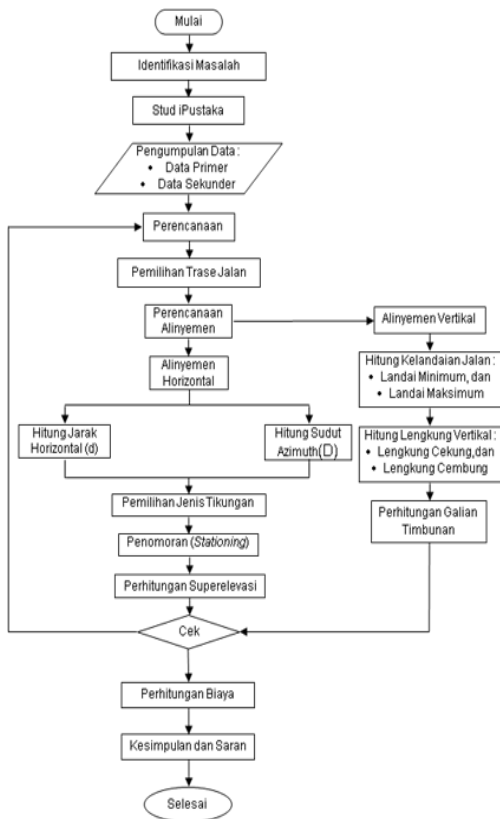 Mulai
Identifikasi Masalah
Stud iPustaka
Pengumpulan Data :
• Data Primer
• Data Sekunder
Perencanaan
Pemilihan Trase Jalan
Perencanaan
Alinyemen
Alinyemen
Horizontal
Hitung Jarak
Horizontal (d)
Hitung Sudut
Azimuth(D)
Pemilihan Jenis Tikungan
Penomoran (Stationing)
Perhitungan Superelevasi
Alinyemen Vertikal
Hitung Kelandaian Jalan :
• Landai Minimum, dan
• Landai Maksimum
Hitung Lengkung Vertikal :
• Lengkung Cekung,dan
• Lengkung Cembung
Perhitungan Galian
Timbunan
Cek
Perhitungan Biaya
Kesimpulan dan Saran
Selesai